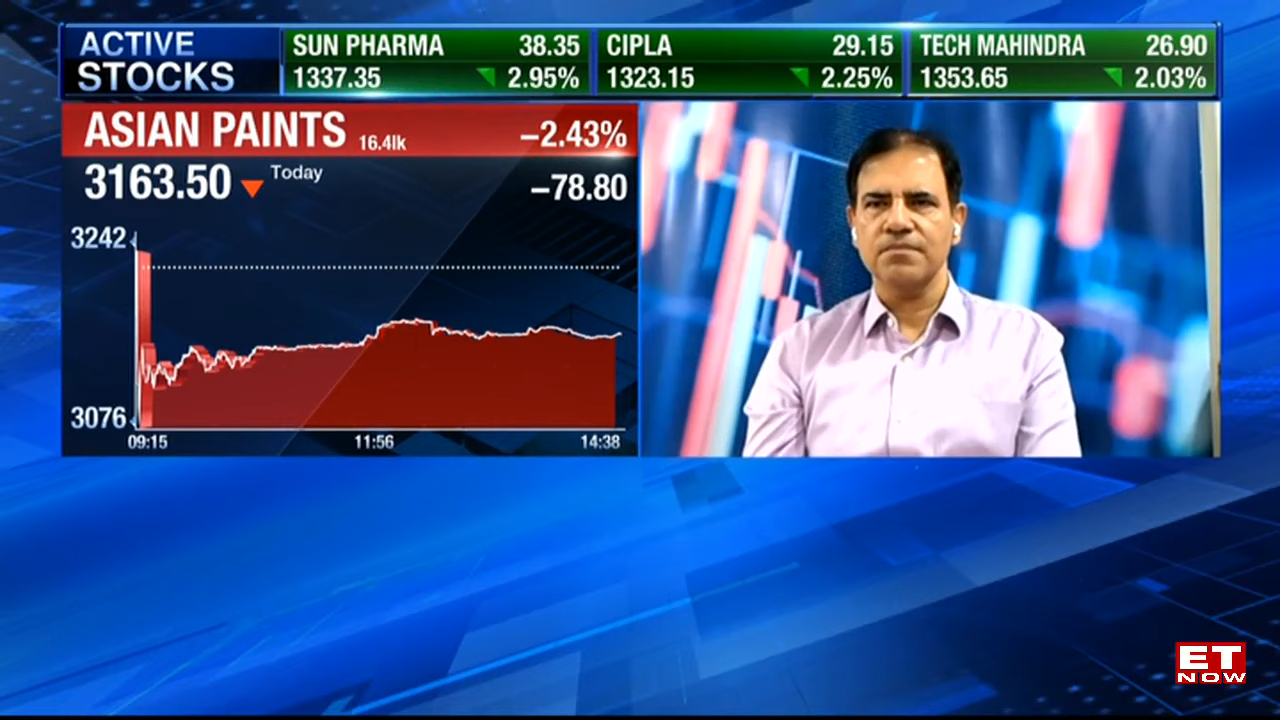 ACTIVE STOCKS
SUN PHARMA 38.35
1337.35 2.95%
CIPLA 29.15
1323.15 2.25%
TECH MAHINDRA 26.90
1353.65 2.03%
ASIAN PAINTS 16.4lk −2.43%
3163.50 Today −78.80
3242
3076
09:15 11:56 14:38
ET
NOW